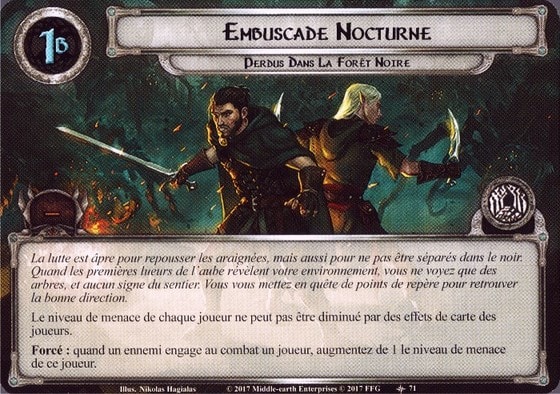 1B
Embuscade Nocturne
Perdus Dans La Forêt Noire
La lutte est âpre pour repousser les araignées, mais aussi pour ne pas être séparés dans le noir.
Quand les premières lueurs de l'aube révèlent votre environnement, vous ne voyez que des
arbres, et aucun signe du sentier. Vous vous mettez en quête de points de repère pour retrouver
la bonne direction.
Le niveau de menace de chaque joueur ne peut pas être diminué par des effets de carte des
joueurs.
Forcé : quand un ennemi engage au combat un joueur, augmentez de 1 le niveau de menace
de ce joueur.
Illus. Nikolas Hagialas © 2017 Middle-earth Enterprises © 2017 FFG 71